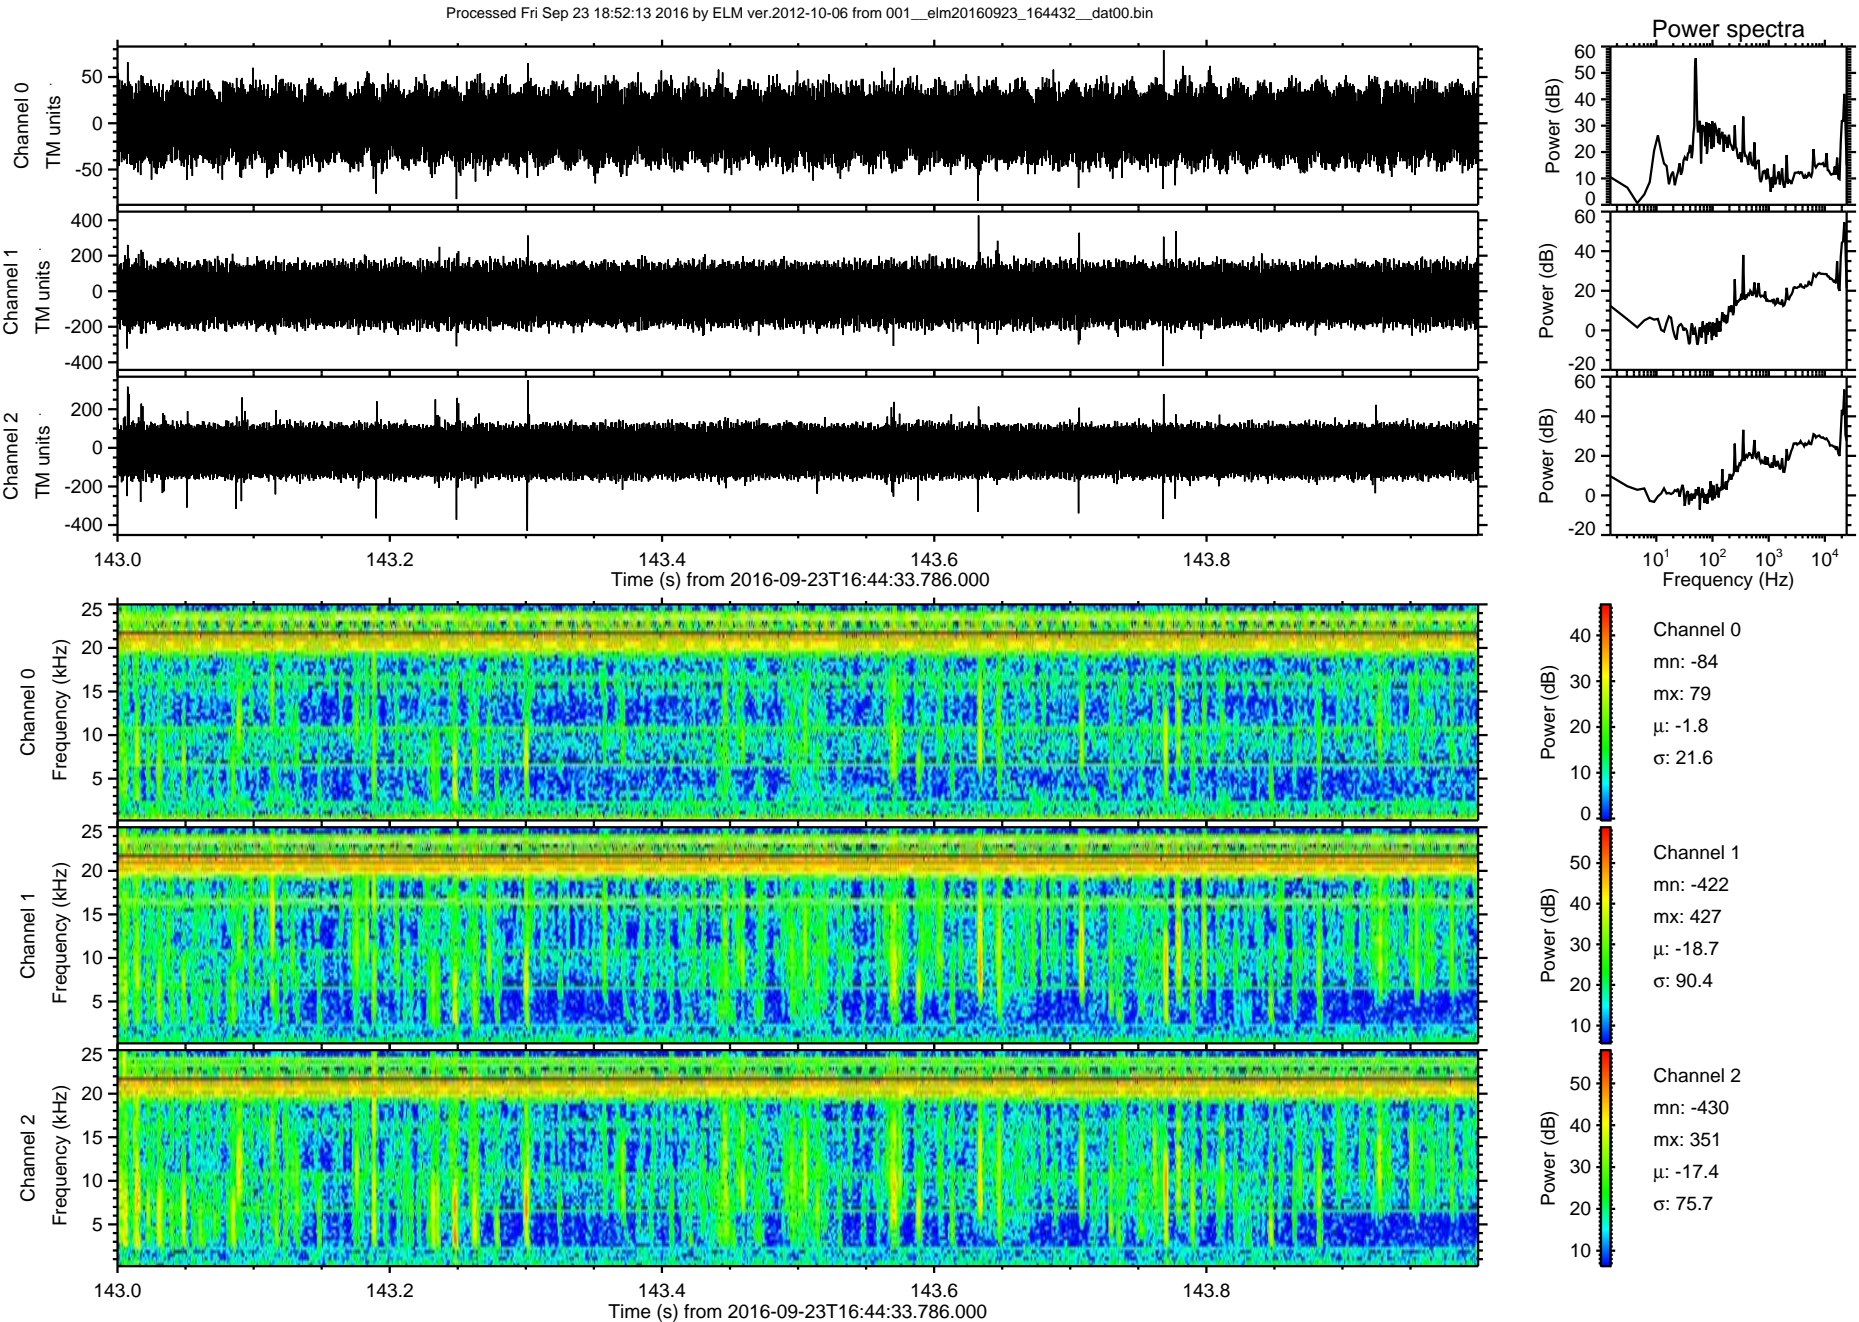 Processed Fri Sep 23 18:52:13 2016 by ELM ver.2012-10-06 from 001__elm20160923_164432__dat00.bin
Power spectra
Channel 0
TM units
50
0
-50
Power (dB)
60
50
40
30
20
10
0
Channel 1
TM units
400
200
0
-200
-400
Power (dB)
60
40
20
0
-20
Channel 2
TM units
200
0
-200
-400
Power (dB)
60
40
20
0
-20
143.0 143.2 143.4 143.6 143.8
Time (s) from 2016-09-23T16:44:33.786.000
10^1 10^2 10^3 10^4
Frequency (Hz)
Channel 0
Frequency (kHz)
25
20
15
10
5
Power (dB)
40
30
20
10
0
Channel 0
mn: -84
mx: 79
μ: -1.8
σ: 21.6
Channel 1
Frequency (kHz)
25
20
15
10
5
Power (dB)
50
40
30
20
10
Channel 1
mn: -422
mx: 427
μ: -18.7
σ: 90.4
Channel 2
Frequency (kHz)
25
20
15
10
5
Power (dB)
50
40
30
20
10
Channel 2
mn: -430
mx: 351
μ: -17.4
σ: 75.7
143.0 143.2 143.4 143.6 143.8
Time (s) from 2016-09-23T16:44:33.786.000